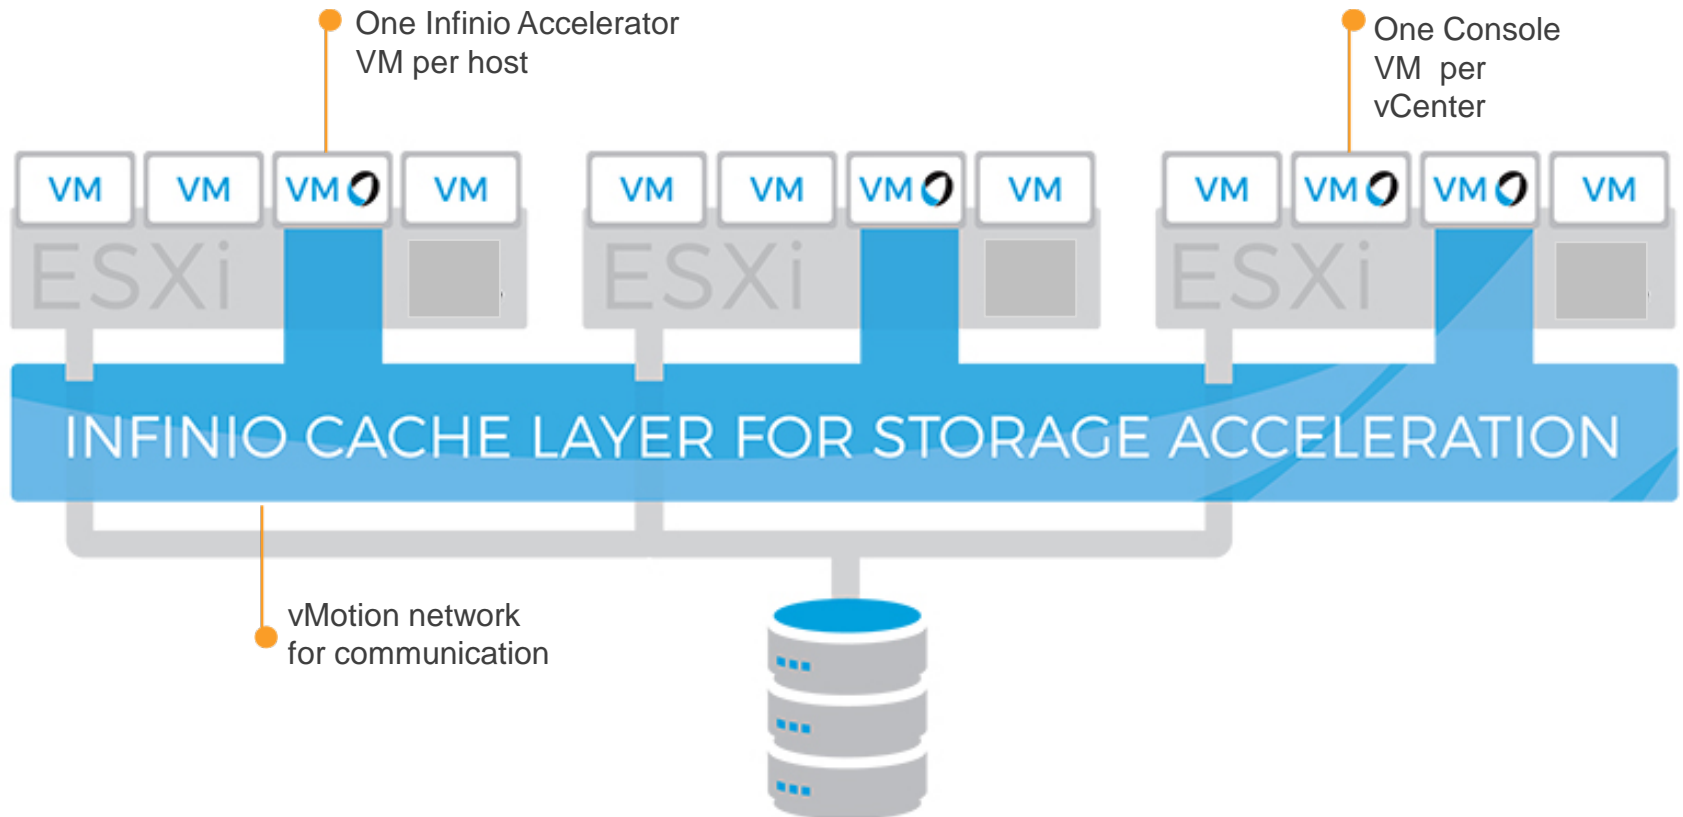 One Infinio Accelerator
VM per host
One Console
VM per
vCenter
VM VM VM VM
VM VM VM VM
VM VM VM VM
ESXi
ESXi
ESXi
INFINIO CACHE LAYER FOR STORAGE ACCELERATION
vMotion network
for communication